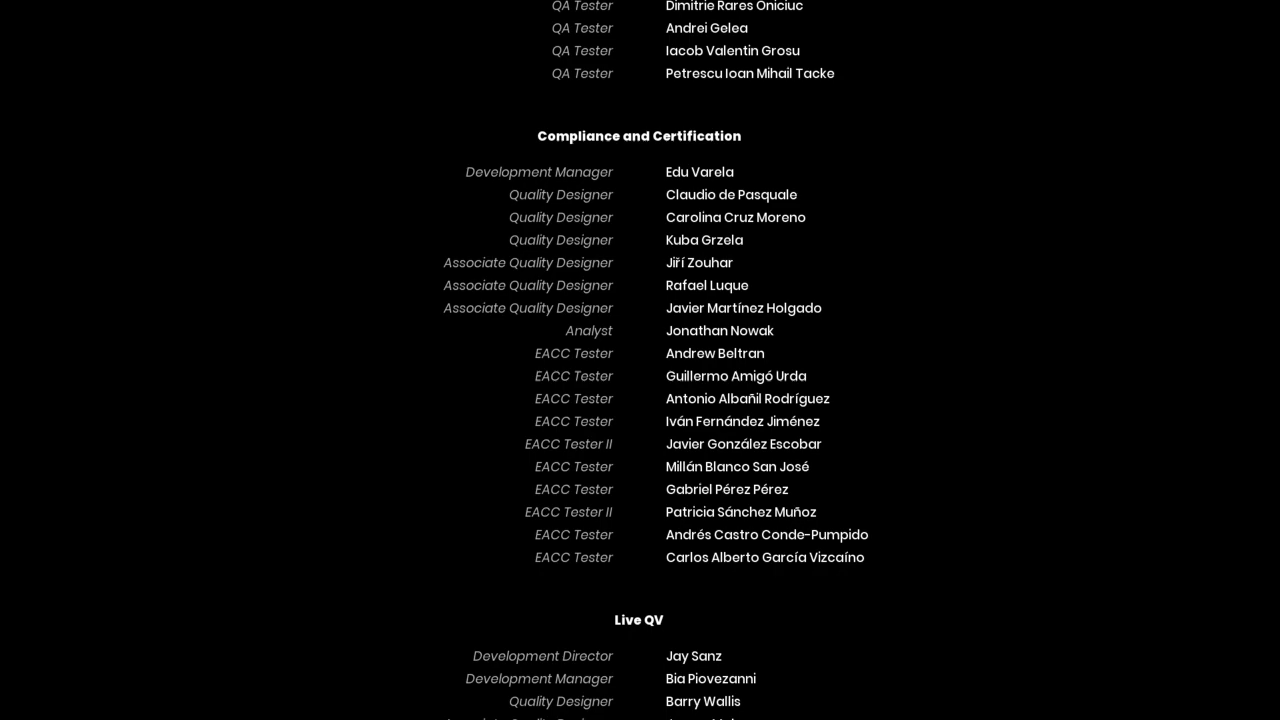 QA Tester Dimitrie Rares Oniciuc
QA Tester Andrei Gelea
QA Tester Iacob Valentin Grosu
QA Tester Petrescu Ioan Mihail Tacke
Compliance and Certification
Development Manager Edu Varela
Quality Designer Claudio de Pasquale
Quality Designer Carolina Cruz Moreno
Quality Designer Kuba Grzela
Associate Quality Designer Jiří Zouhar
Associate Quality Designer Rafael Luque
Associate Quality Designer Javier Martínez Holgado
Analyst Jonathan Nowak
EACC Tester Andrew Beltran
EACC Tester Guillermo Amigó Urda
EACC Tester Antonio Albañil Rodríguez
EACC Tester Iván Fernández Jiménez
EACC Tester II Javier González Escobar
EACC Tester Millán Blanco San José
EACC Tester Gabriel Pérez Pérez
EACC Tester II Patricia Sánchez Muñoz
EACC Tester Andrés Castro Conde-Pumpido
EACC Tester Carlos Alberto García Vizcaíno
Live QV
Development Director Jay Sanz
Development Manager Bia Piovezanni
Quality Designer Barry Wallis